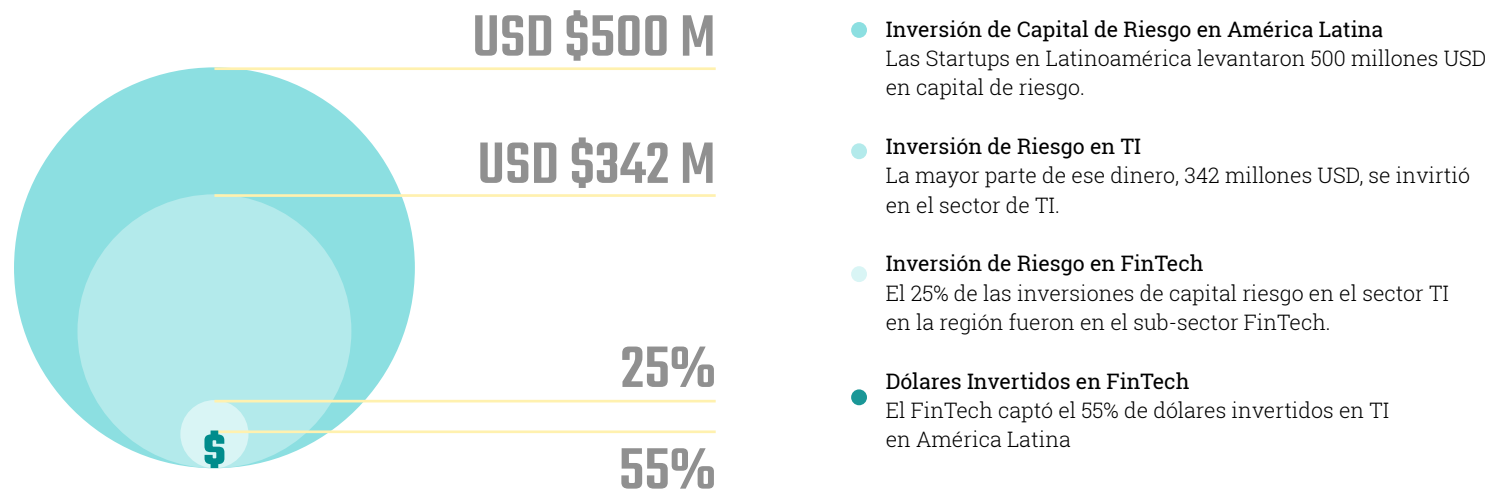 USD $500 M
USD $342 M
25%
$
55%
Inversión de Capital de Riesgo en América Latina
Las Startups en Latinoamérica levantaron 500 millones USD
en capital de riesgo.
Inversión de Riesgo en TI
La mayor parte de ese dinero, 342 millones USD, se invirtió
en el sector de TI.
Inversión de Riesgo en FinTech
El 25% de las inversiones de capital riesgo en el sector TI
en la región fueron en el sub-sector FinTech.
Dólares Invertidos en FinTech
El FinTech captó el 55% de dólares invertidos en TI
en América Latina